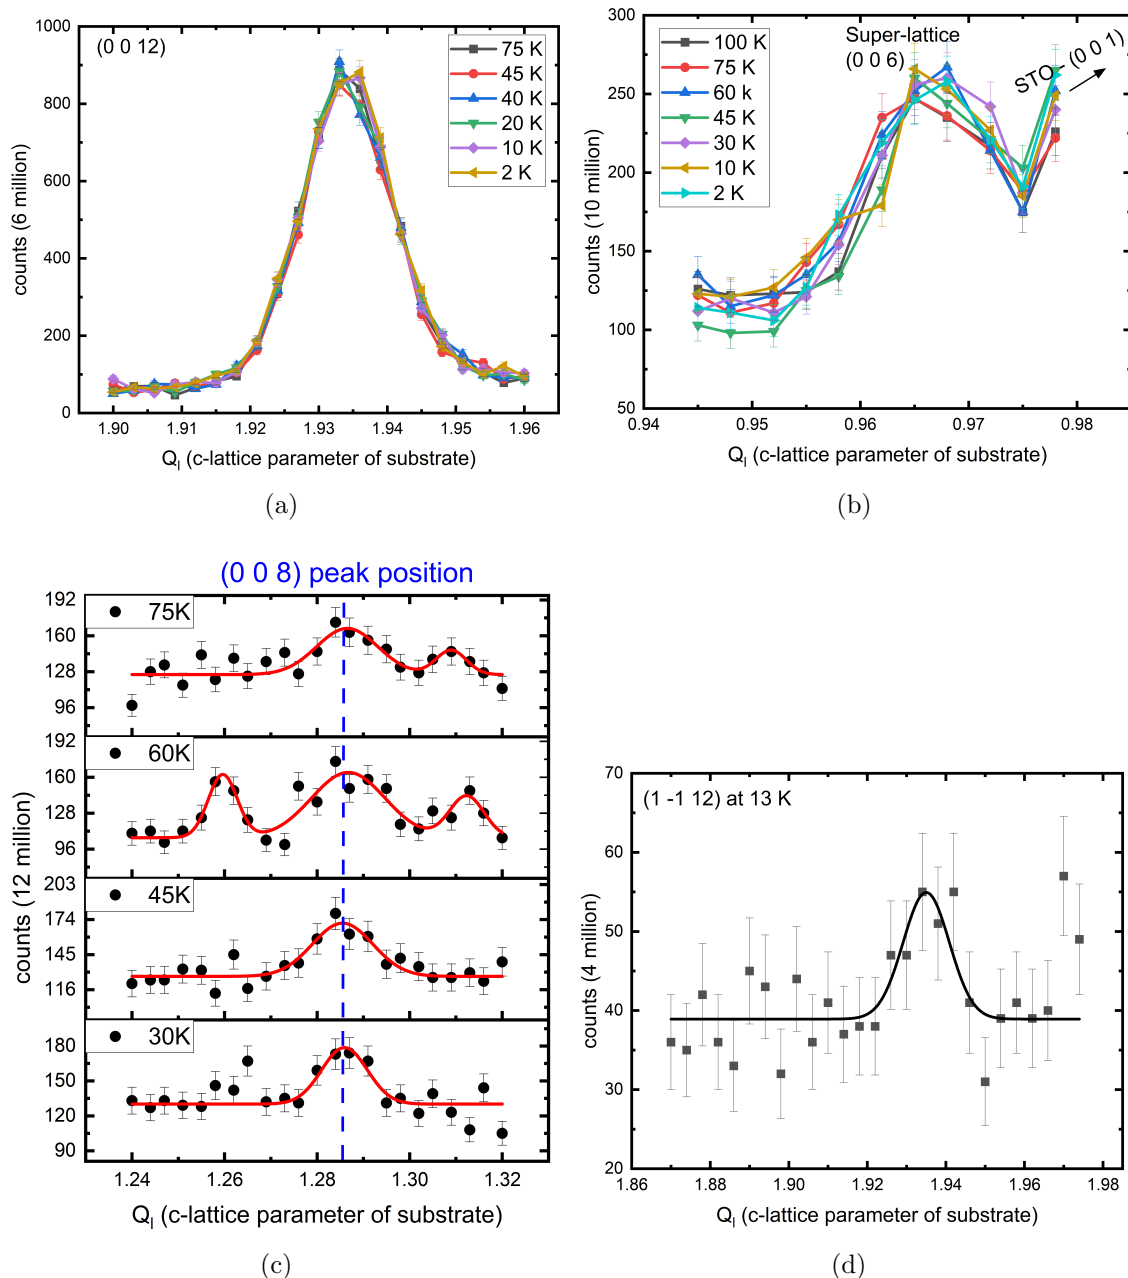 (0 0 12)
75 K
45 K
40 K
20 K
10 K
2 K
counts (6 million)
1000
800
600
400
200
0
1.90
1.91
1.92
1.93
1.94
1.95
1.96
Q_l (c-lattice parameter of substrate)
(a)
100 K
75 K
60 k
45 K
30 K
10 K
2 K
Super-lattice
(0 0 6)
STO - (0 0 1)
counts (10 million)
300
250
200
150
100
50
0.94
0.95
0.96
0.97
0.98
Q_l (c-lattice parameter of substrate)
(b)
(0 0 8) peak position
75K
192
160
128
96
60K
192
160
128
96
45K
203
174
145
116
30K
180
150
120
90
counts (12 million)
1.24
1.26
1.28
1.30
1.32
Q_l (c-lattice parameter of substrate)
(c)
(1 -1 12) at 13 K
counts (4 million)
70
60
50
40
30
20
1.86
1.88
1.90
1.92
1.94
1.96
1.98
Q_l (c-lattice parameter of substrate)
(d)